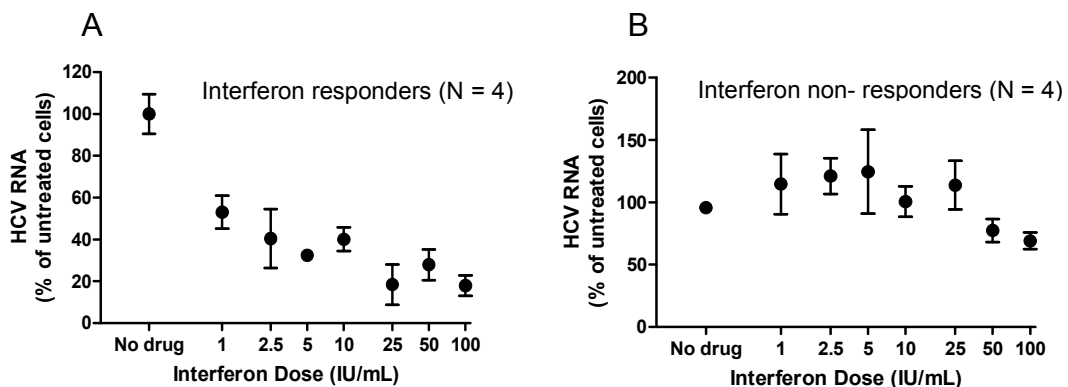 A
Interferon responders (N = 4)
HCV RNA
(% of untreated cells)
120
100
80
60
40
20
0
No drug 1 2.5 5 10 25 50 100
Interferon Dose (IU/mL)
B
Interferon non- responders (N = 4)
HCV RNA
(% of untreated cells)
200
150
100
50
0
No drug 1 2.5 5 10 25 50 100
Interferon Dose (IU/mL)